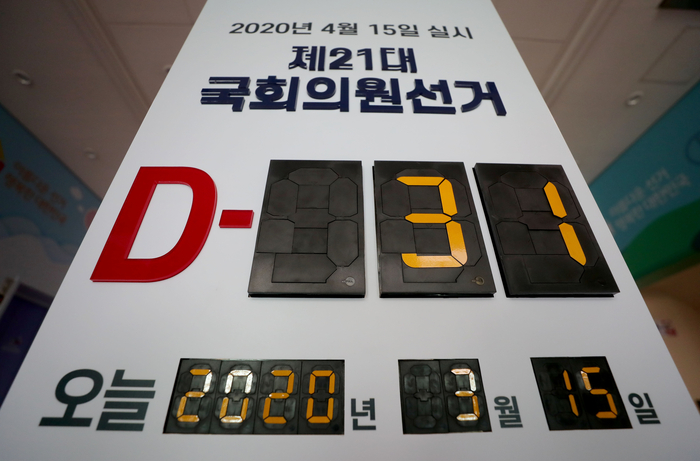 2020년 4월 15일 실시
제21대
국회의원선거
D-31
오늘 2020년 3월 15일